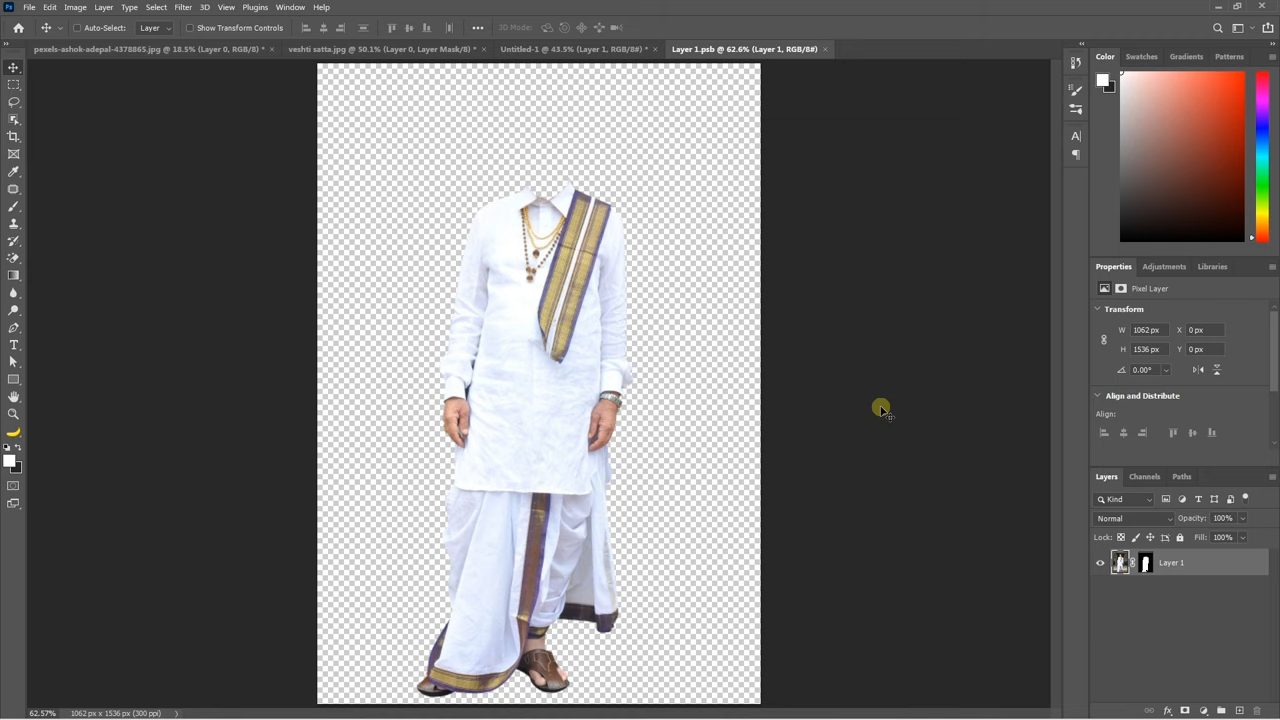 Ps File Edit Image Layer Type Select Filter 3D View Plugins Window Help
Auto-Select: Layer Show Transform Controls 3D Mode:
pexels-ashok-adepal-4378865.jpg @ 18.5% (Layer 0, RGB/8) * × veshti satta.jpg @ 50.1% (Layer 0, Layer Mask/8) * × Untitled-1 @ 43.5% (Layer 1, RGB/8#) * × Layer 1.psb @ 62.6% (Layer 1, RGB/8#) ×
Color Swatches Gradients Patterns
Properties Adjustments Libraries
Pixel Layer
Transform
W 1062 px X 0 px
H 1536 px Y 0 px
0.00°
Align and Distribute
Align:
Layers Channels Paths
Kind
Normal Opacity: 100%
Lock: Fill: 100%
Layer 1
62.57% 1062 px x 1536 px (300 ppi)